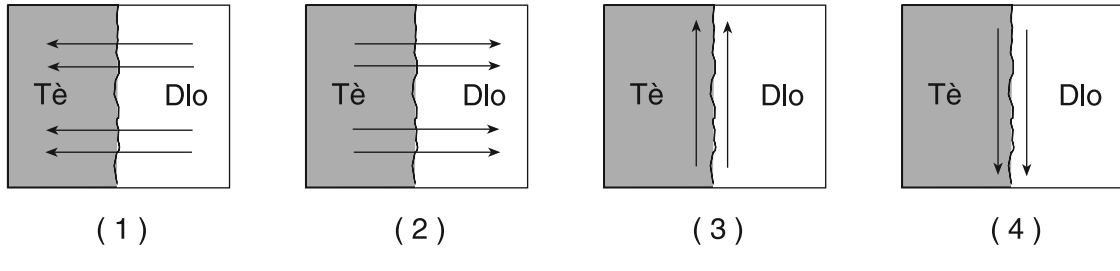 Tè Dlo Tè Dlo Tè Dlo Tè Dlo
( 1 ) ( 2 ) ( 3 ) ( 4 )